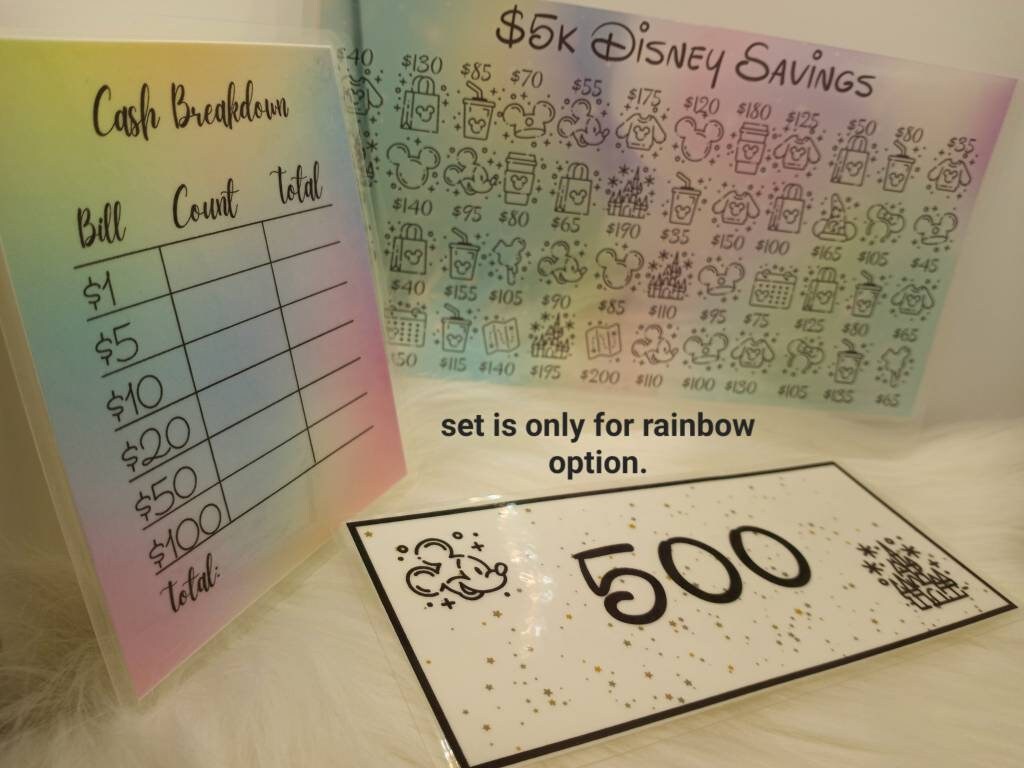 Cash Breakdown
Bill Count total
$1
$5
$10
$20
$50
$100
total:
$5K Disney Savings
$130 $85 $70 $55 $175 $120 $180 $125 $50 $80 $35
$140 $95 $80 $65 $190 $35 $150 $100 $165 $105 $45
$40 $155 $105 $90 $85 $110 $95 $75 $125 $80 $65
$115 $140 $195 $200 $110 $100 $130 $105 $135 $65
set is only for rainbow
option.
500